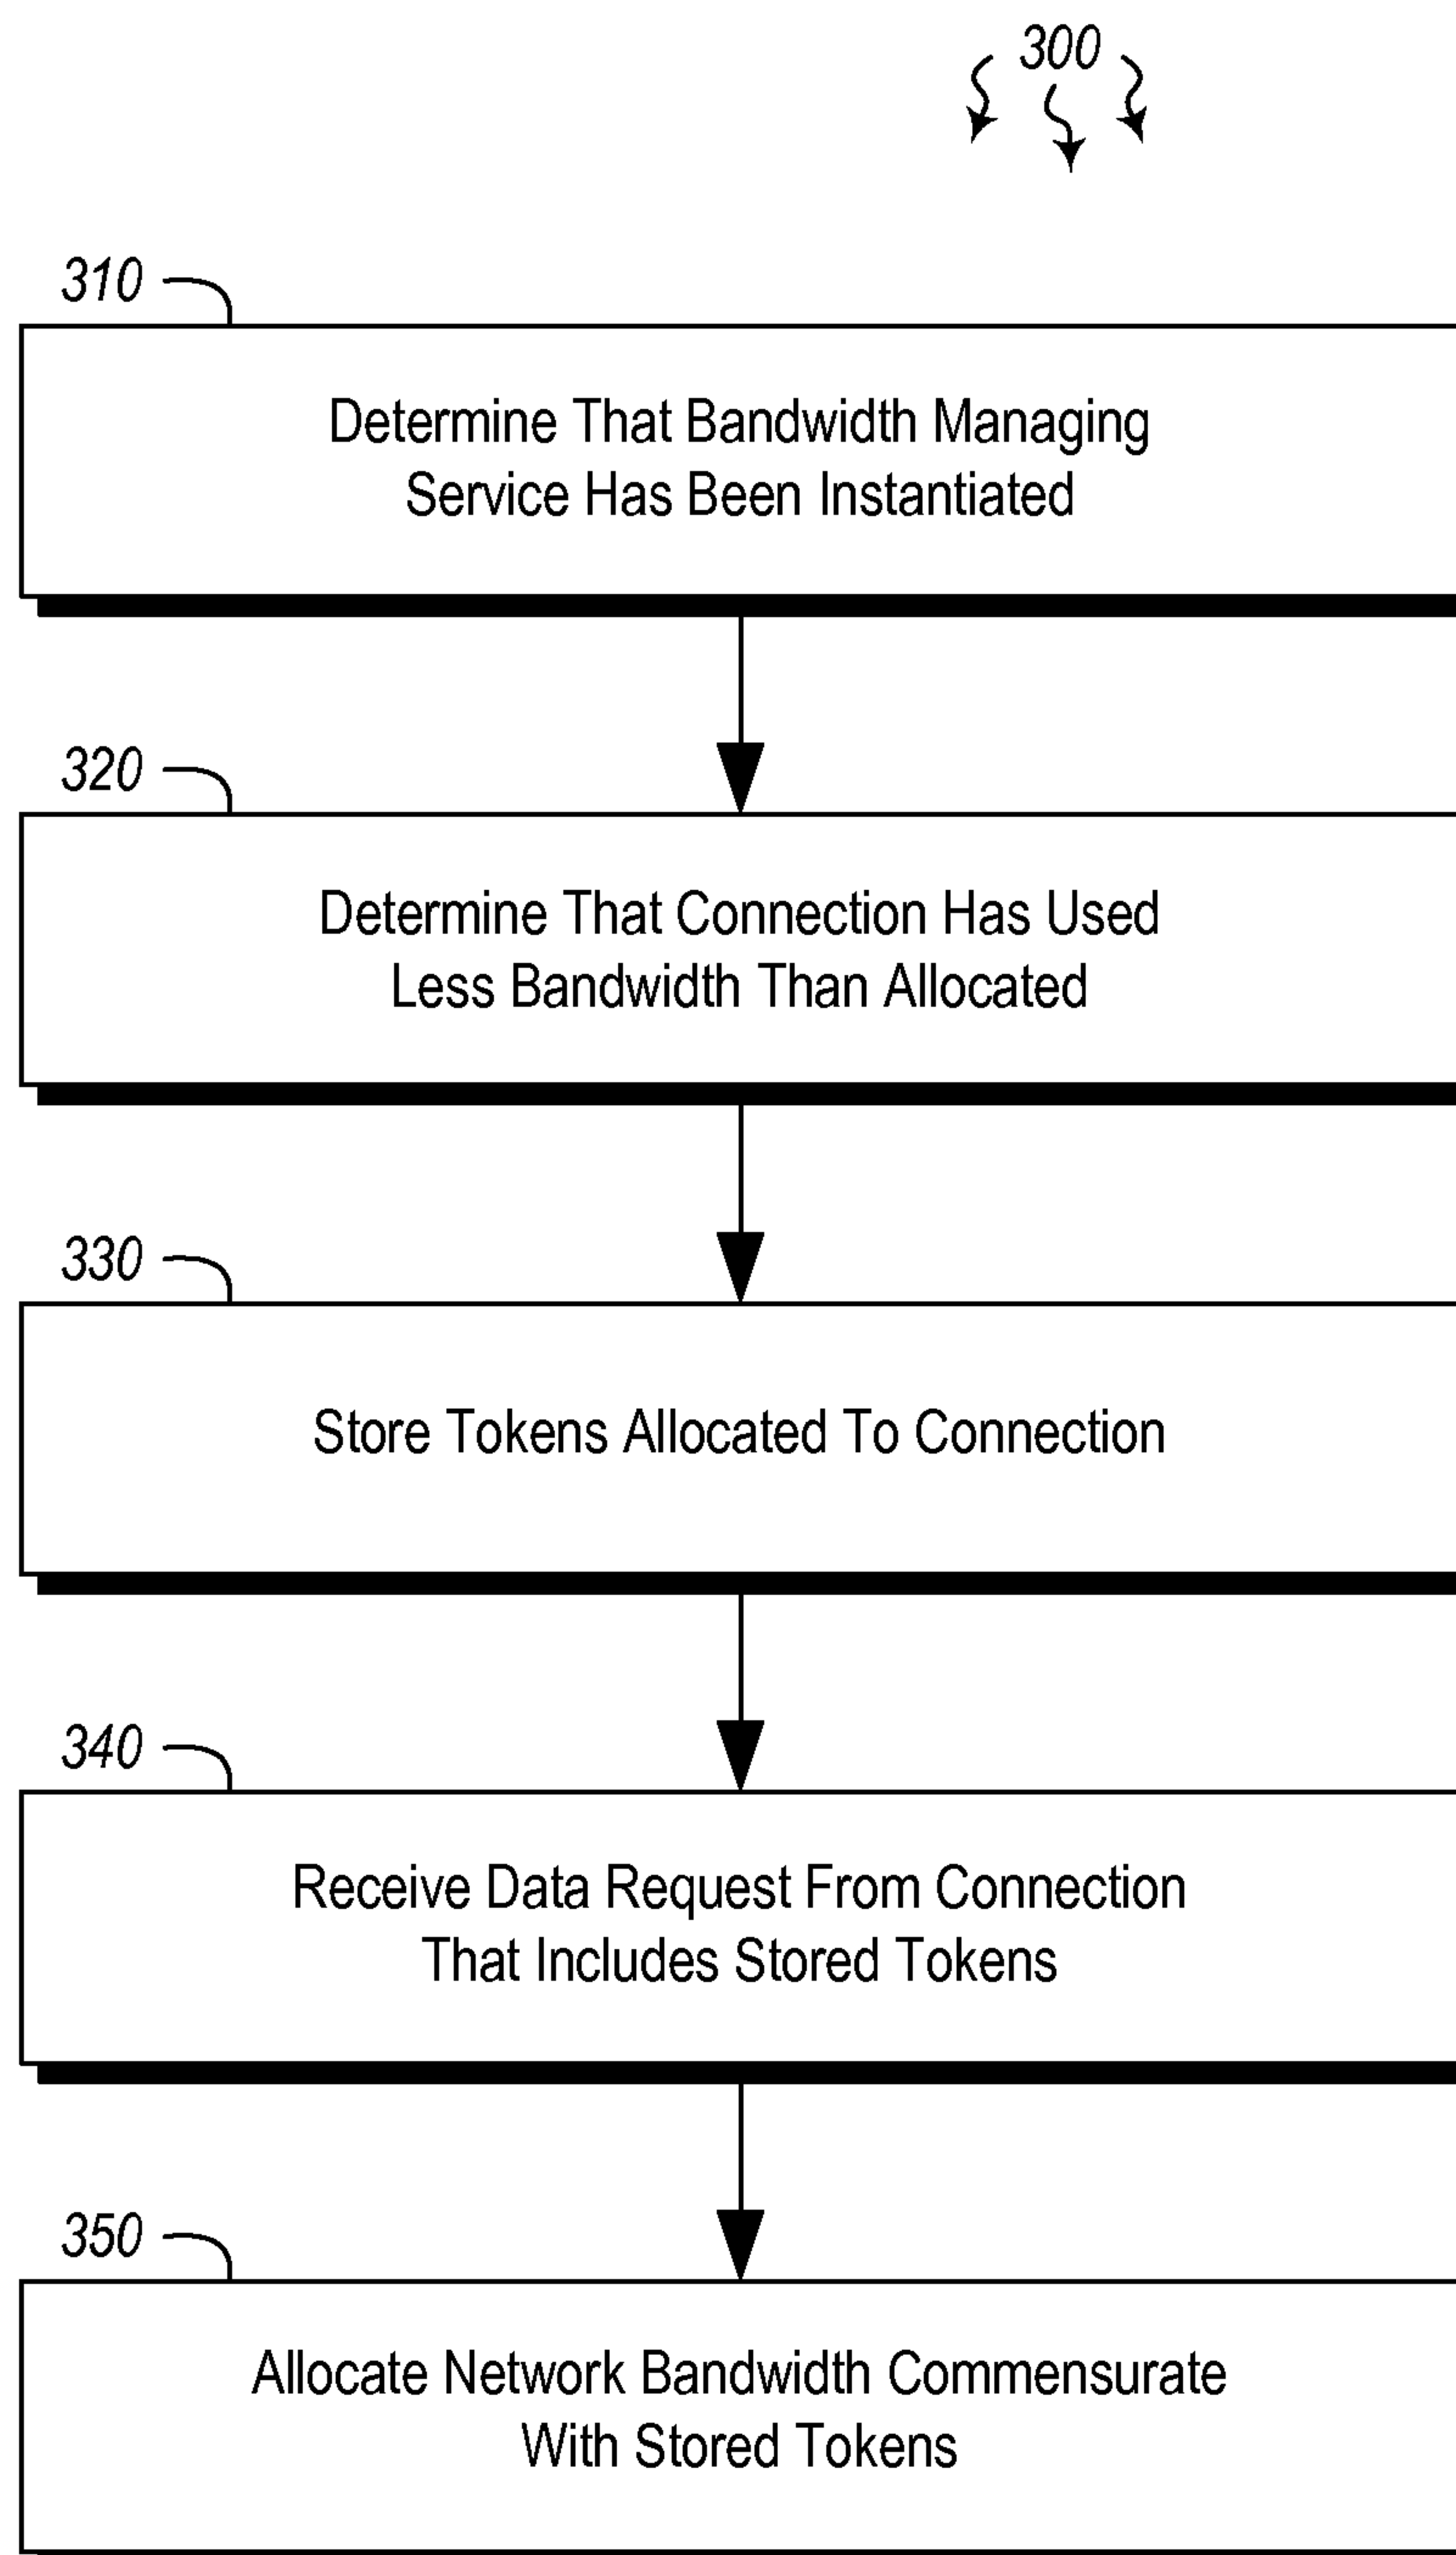 300
310
Determine That Bandwidth Managing
Service Has Been Instantiated
320
Determine That Connection Has Used
Less Bandwidth Than Allocated
330
Store Tokens Allocated To Connection
340
Receive Data Request From Connection
That Includes Stored Tokens
350
Allocate Network Bandwidth Commensurate
With Stored Tokens